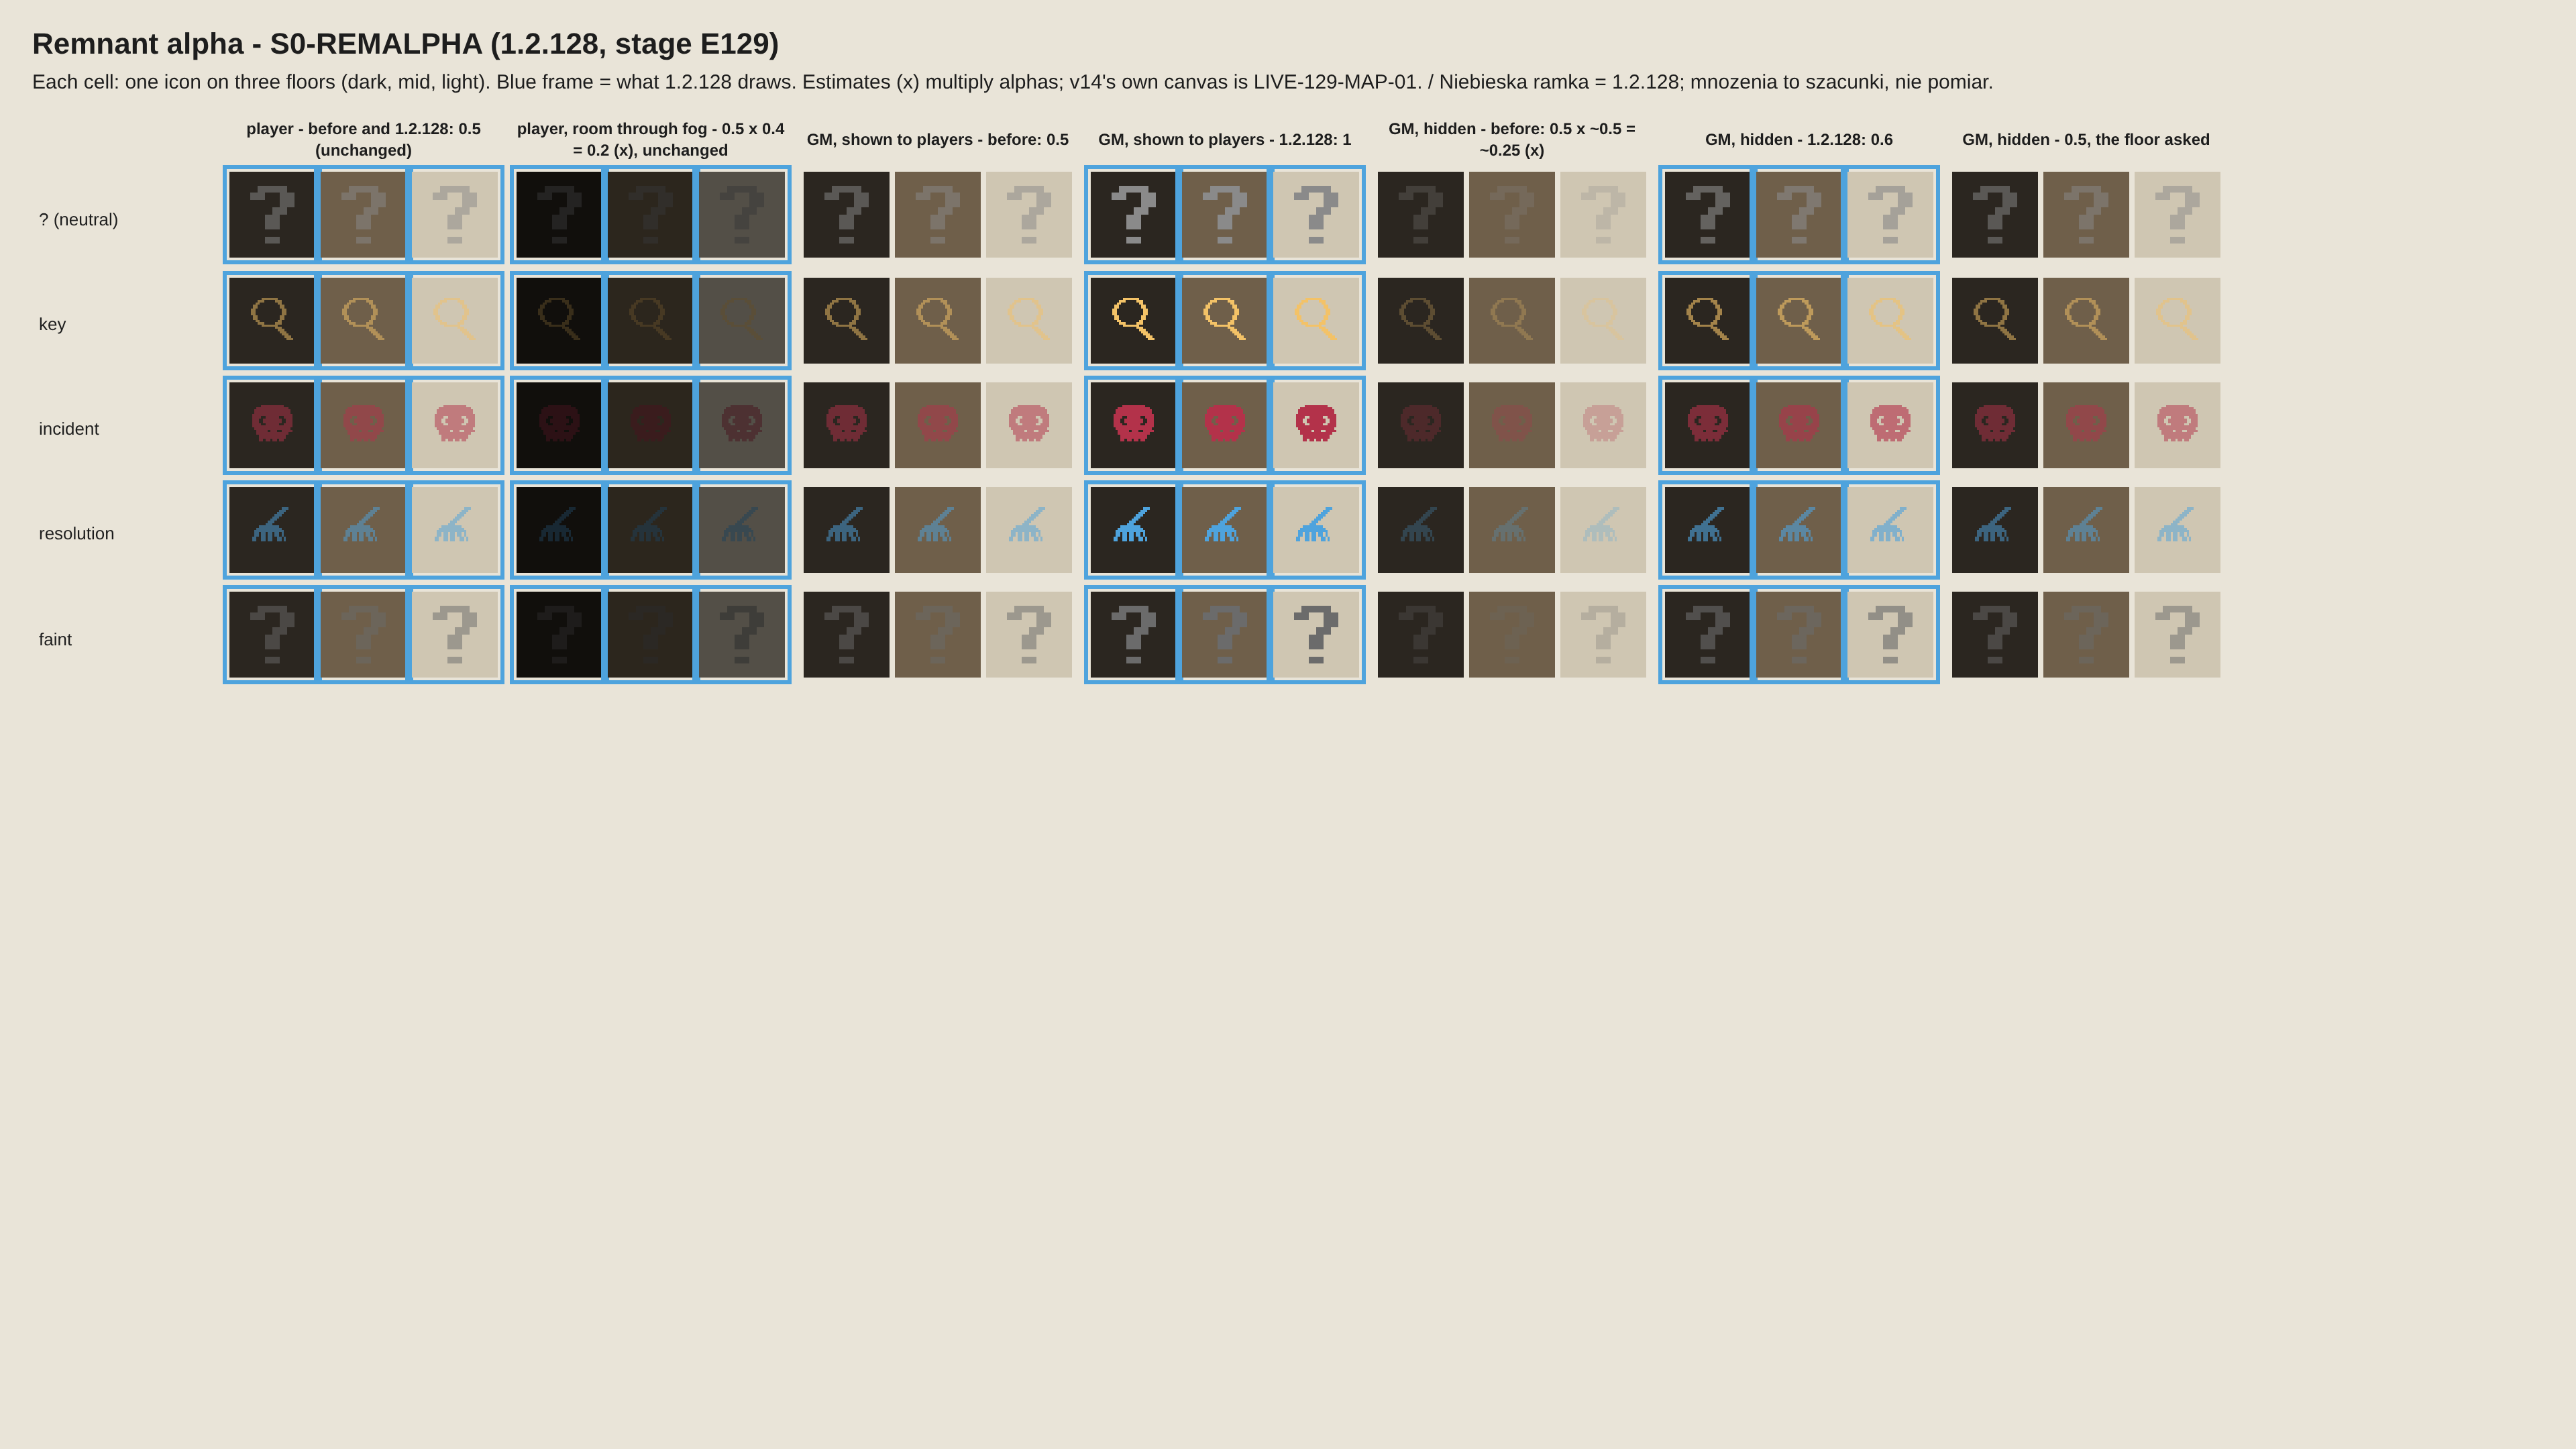 Remnant alpha - S0-REMALPHA (1.2.128, stage E129)
Each cell: one icon on three floors (dark, mid, light). Blue frame = what 1.2.128 draws. Estimates (x) multiply alphas; v14's own canvas is LIVE-129-MAP-01. / Niebieska ramka = 1.2.128; mnozenia to szacunki, nie pomiar.
player - before and 1.2.128: 0.5
(unchanged)
player, room through fog - 0.5 x 0.4
= 0.2 (x), unchanged
GM, shown to players - before: 0.5
GM, shown to players - 1.2.128: 1
GM, hidden - before: 0.5 x ~0.5 =
~0.25 (x)
GM, hidden - 1.2.128: 0.6
GM, hidden - 0.5, the floor asked
? (neutral)
key
incident
resolution
faint